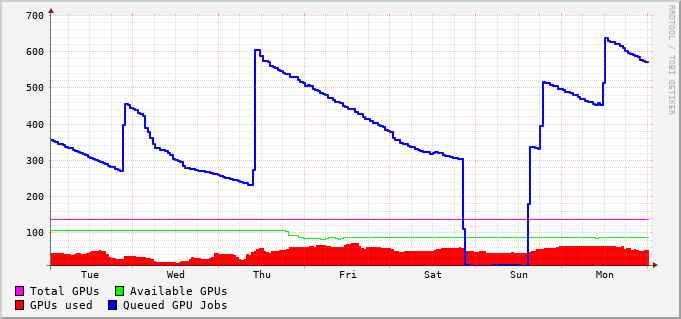 700
600
500
400
300
200
100
Tue Wed Thu Fri Sat Sun Mon
Total GPUs Available GPUs
GPUs used Queued GPU Jobs
RRDTOOL / TOBI OETIKER